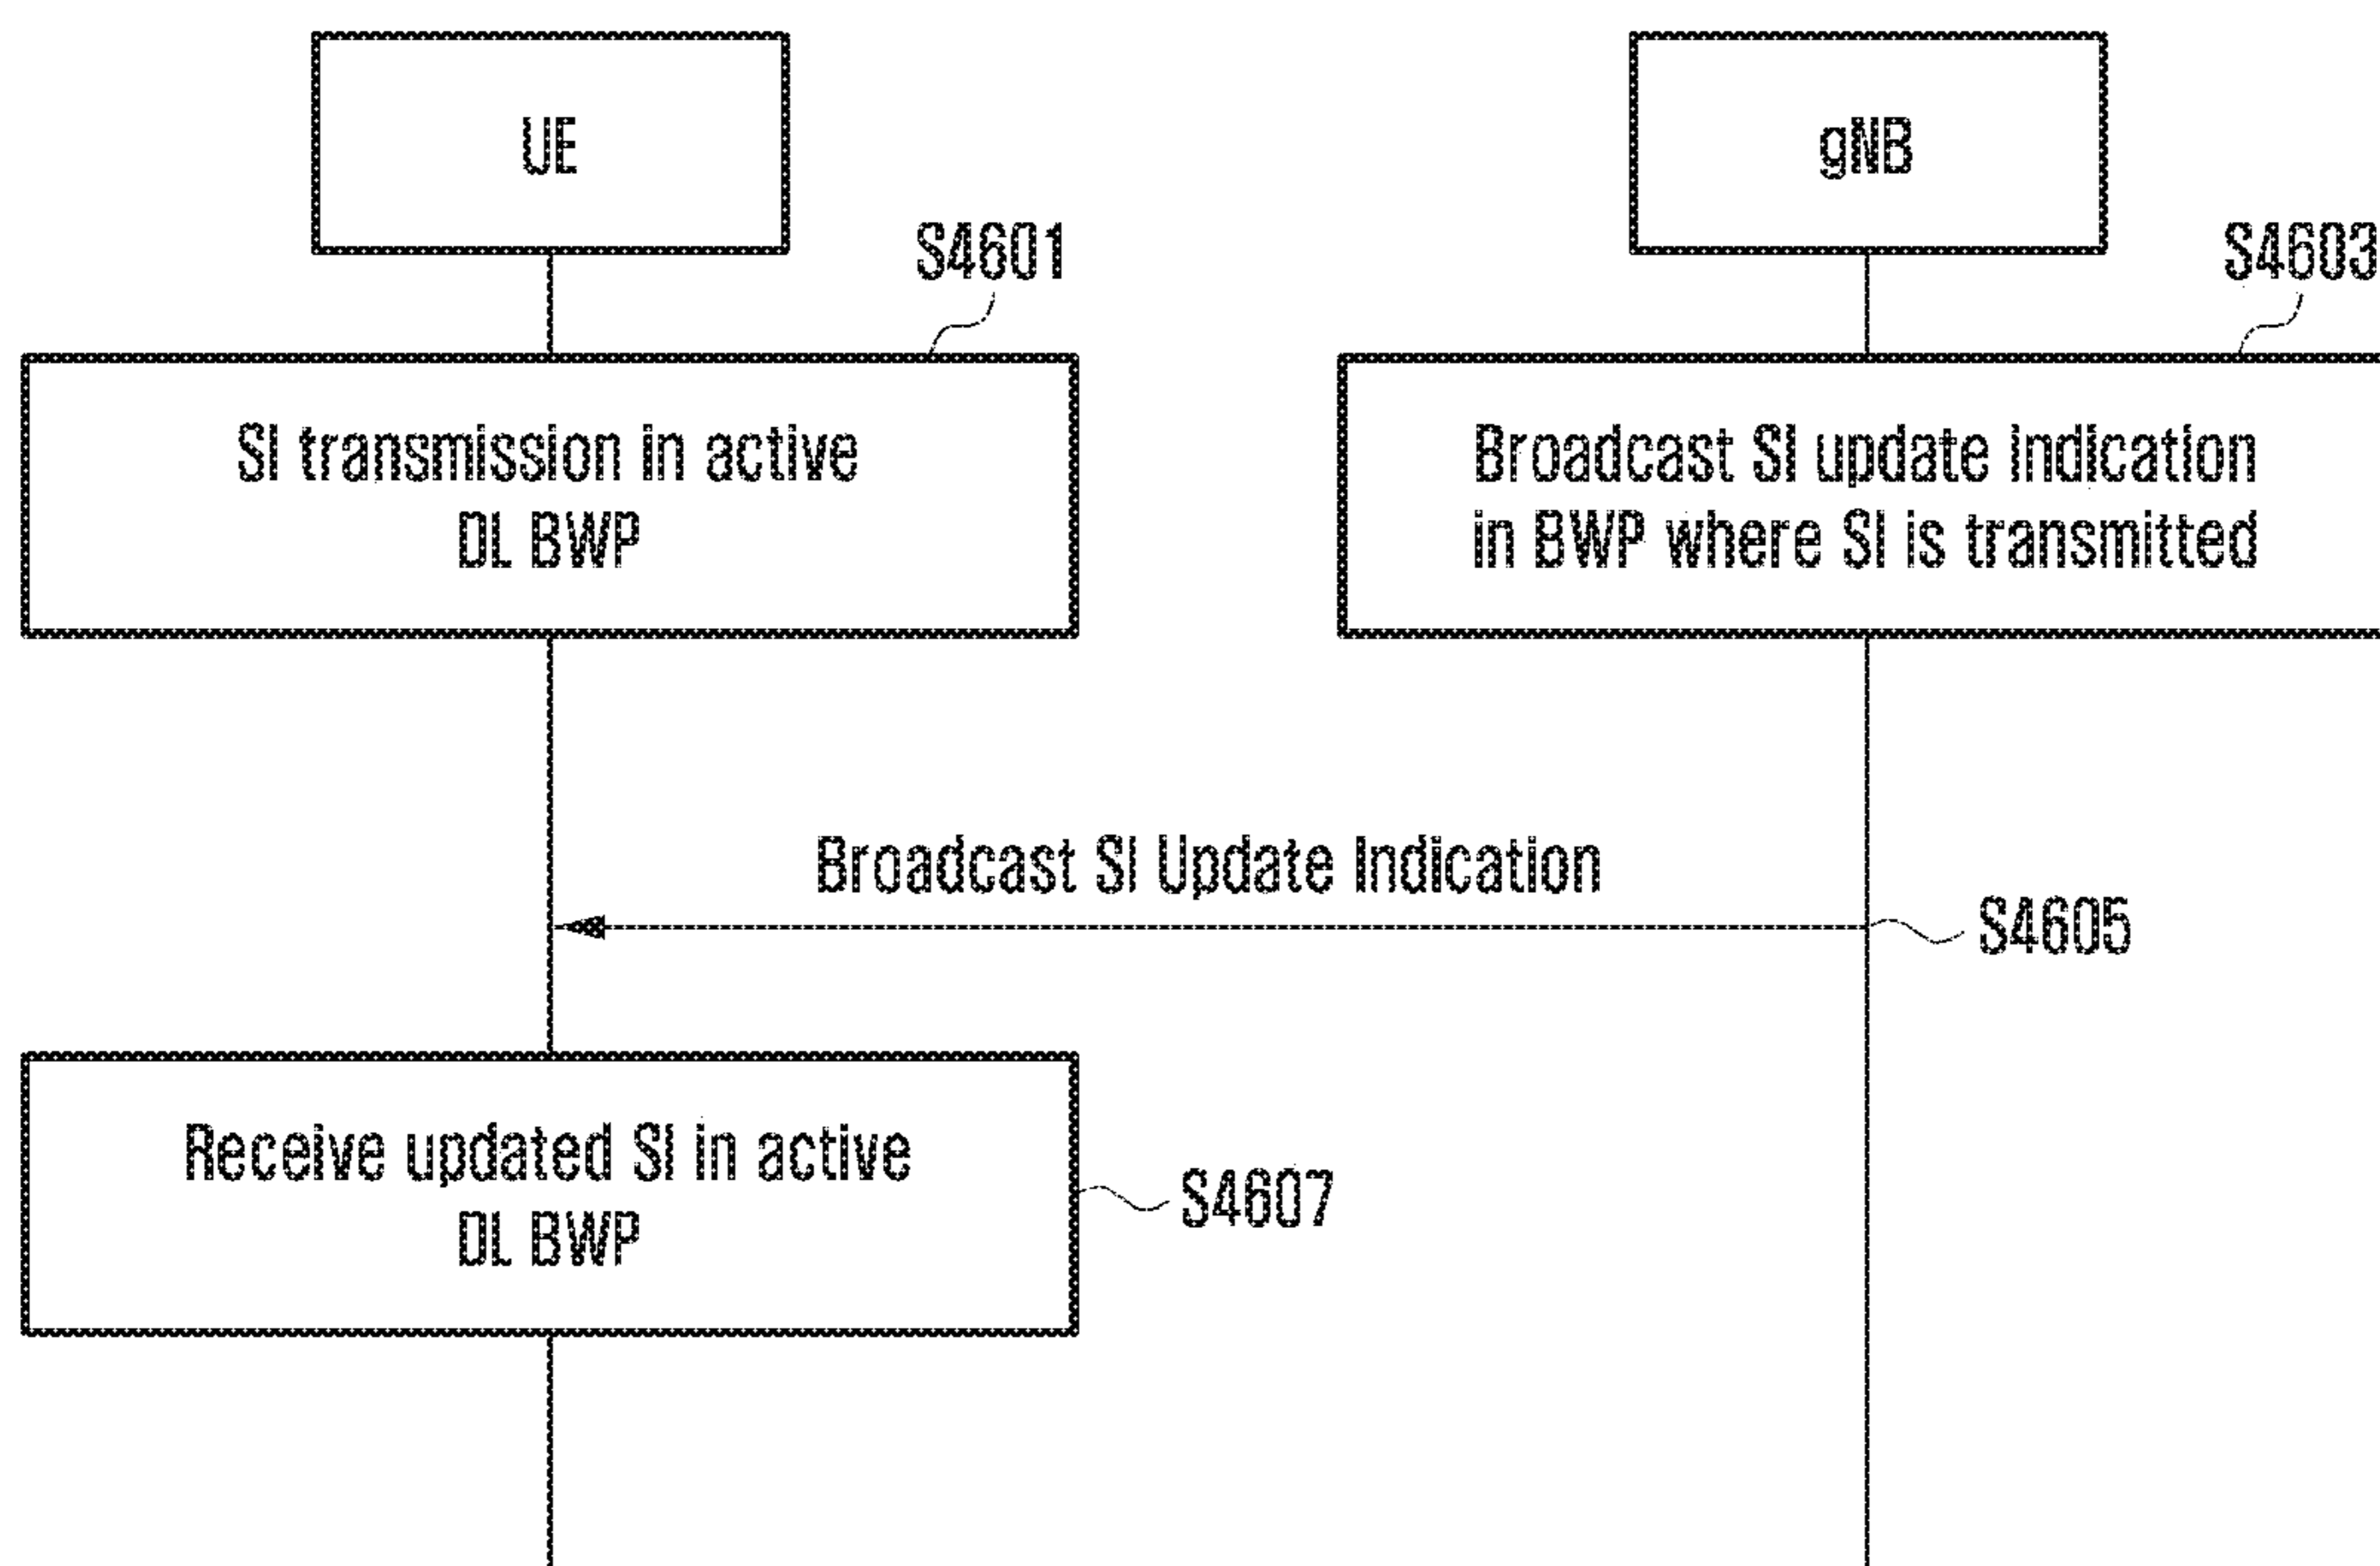 UE
gNB
S4601
S4603
SI transmission in active
DL BWP
Broadcast SI update indication
in BWP where SI is transmitted
Broadcast SI Update Indication
S4605
Receive updated SI in active
DL BWP
S4607